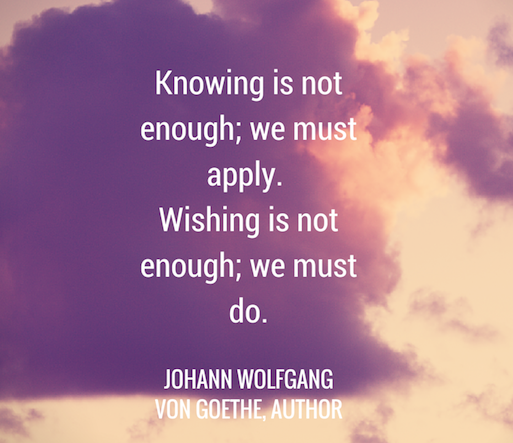 Knowing is not
enough; we must
apply.
Wishing is not
enough; we must
do.
JOHANN WOLFGANG
VON GOETHE, AUTHOR